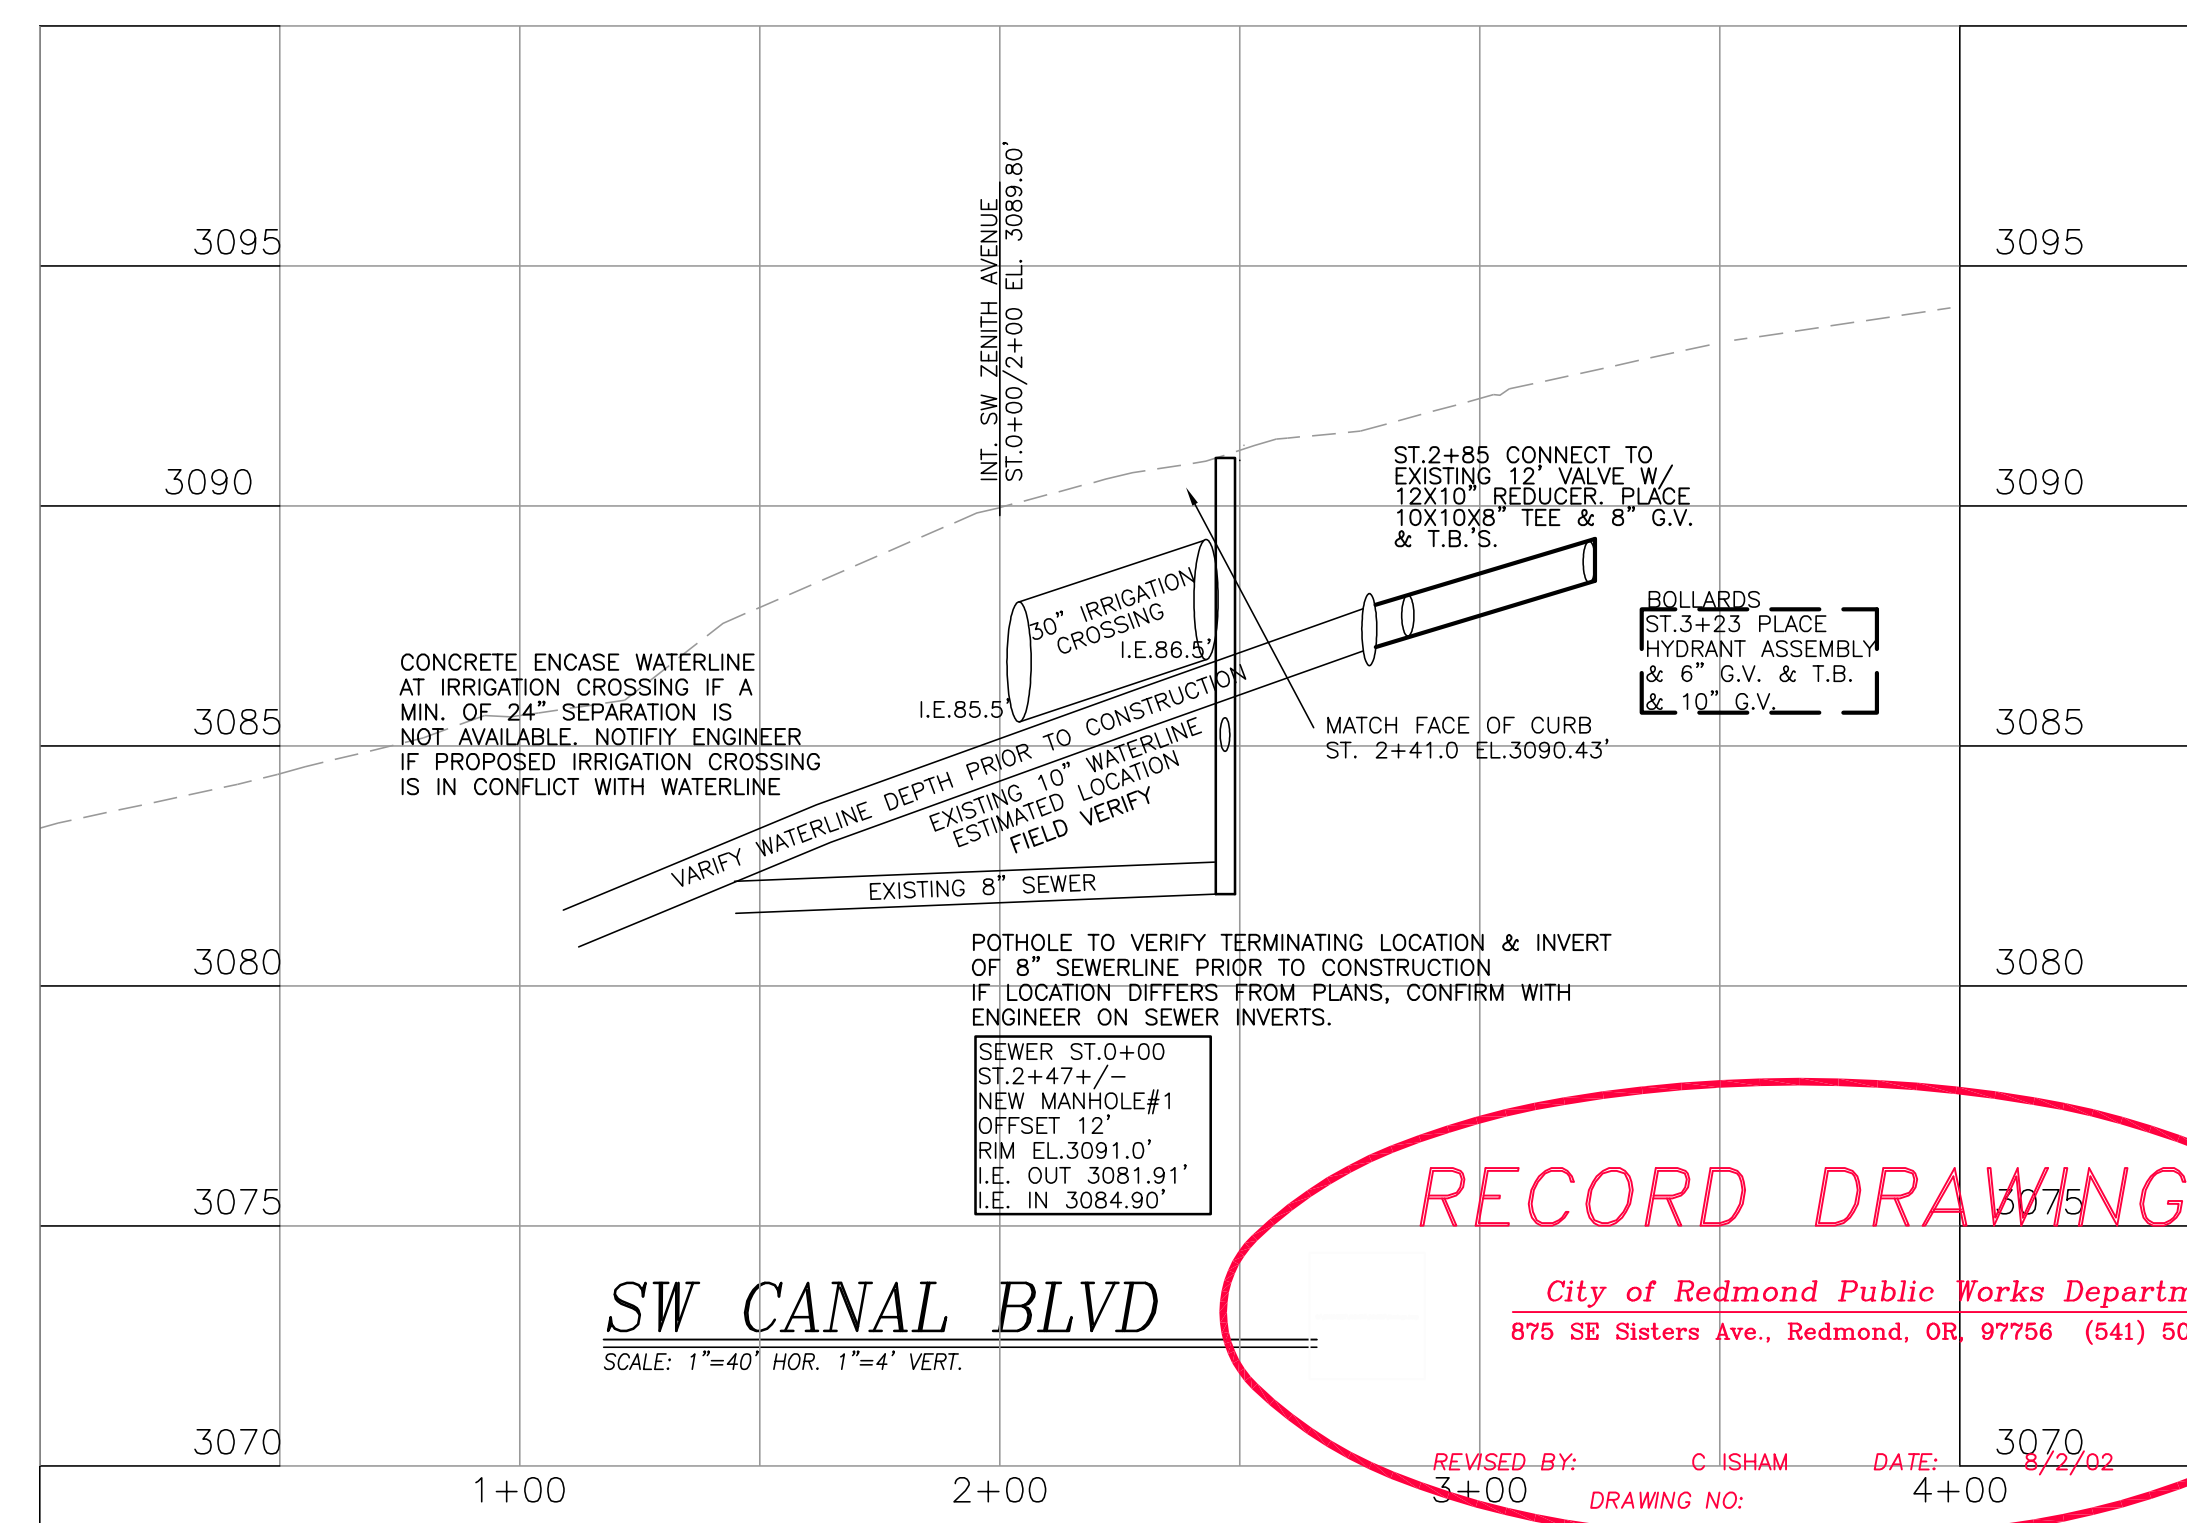 INT. SW ZENITH AVENUE
ST.0+00/2+00 EL. 3089.80'
3095
3095
3090
3090
3085
3085
3080
3080
3075
3075
3070
3070
ST.2+85 CONNECT TO
EXISTING 12' VALVE W/
12X10" REDUCER. PLACE
10X10X8" TEE & 8" G.V.
& T.B.'S.
30" IRRIGATION
CROSSING
I.E.86.5'
I.E.85.5'
BOLLARDS
ST.3+23 PLACE
HYDRANT ASSEMBLY
& 6" G.V. & T.B.
& 10" G.V.
CONCRETE ENCASE WATERLINE
AT IRRIGATION CROSSING IF A
MIN. OF 24" SEPARATION IS
NOT AVAILABLE. NOTIFIY ENGINEER
IF PROPOSED IRRIGATION CROSSING
IS IN CONFLICT WITH WATERLINE
MATCH FACE OF CURB
ST. 2+41.0 EL.3090.43'
VARIFY WATERLINE DEPTH PRIOR TO CONSTRUCTION
EXISTING 10" WATERLINE
ESTIMATED LOCATION
FIELD VERIFY
EXISTING 8" SEWER
POTHOLE TO VERIFY TERMINATING LOCATION & INVERT
OF 8" SEWERLINE PRIOR TO CONSTRUCTION
IF LOCATION DIFFERS FROM PLANS, CONFIRM WITH
ENGINEER ON SEWER INVERTS.
SEWER ST.0+00
ST.2+47+/-
NEW MANHOLE#1
OFFSET 12'
RIM EL.3091.0'
I.E. OUT 3081.91'
I.E. IN 3084.90'
RECORD DRAWING
City of Redmond Public Works Departm
875 SE Sisters Ave., Redmond, OR, 97756 (541) 50
SW CANAL BLVD
SCALE: 1"=40' HOR. 1"=4' VERT.
REVISED BY: C ISHAM DATE: 8/2/02
DRAWING NO:
1+00 2+00 3+00 4+00